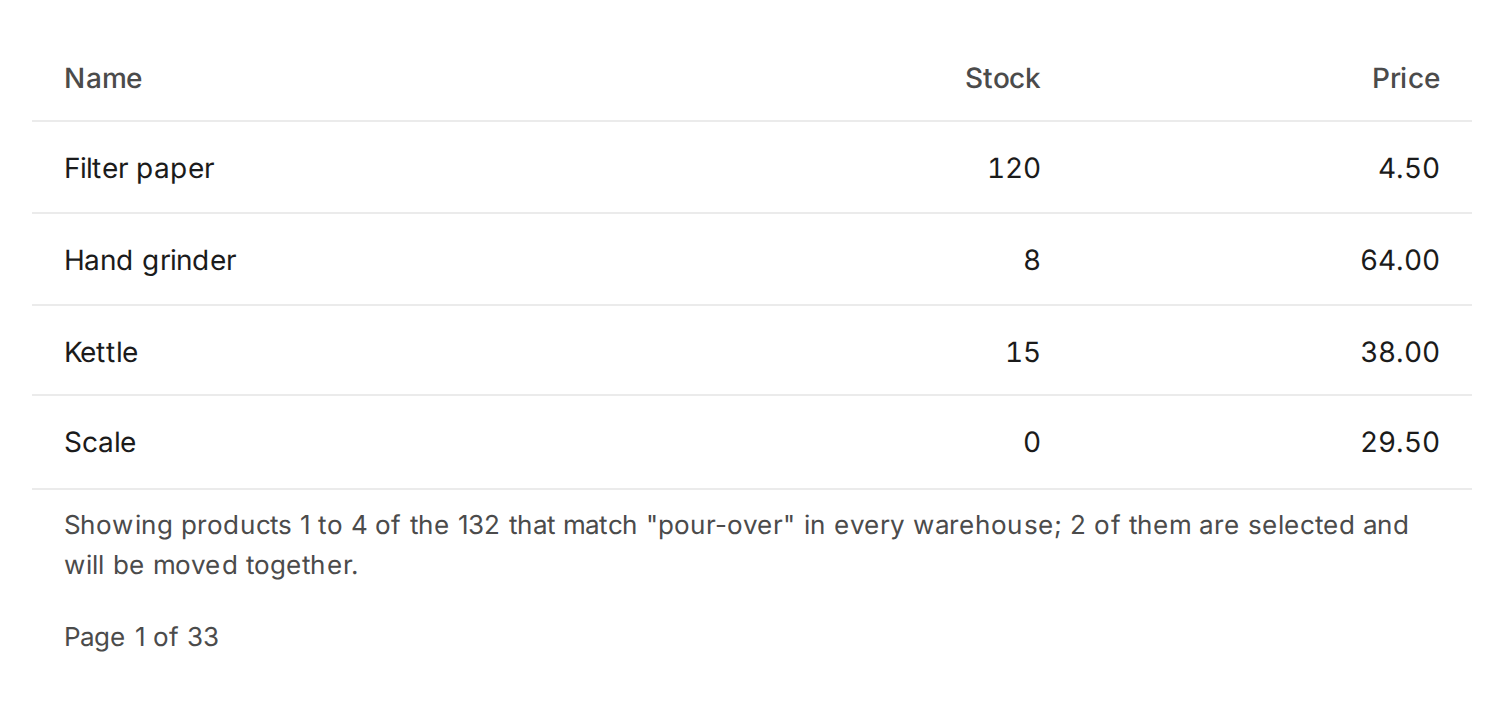 Name Stock Price
Filter paper 120 4.50
Hand grinder 8 64.00
Kettle 15 38.00
Scale 0 29.50
Showing products 1 to 4 of the 132 that match "pour-over" in every warehouse; 2 of them are selected and
will be moved together.
Page 1 of 33